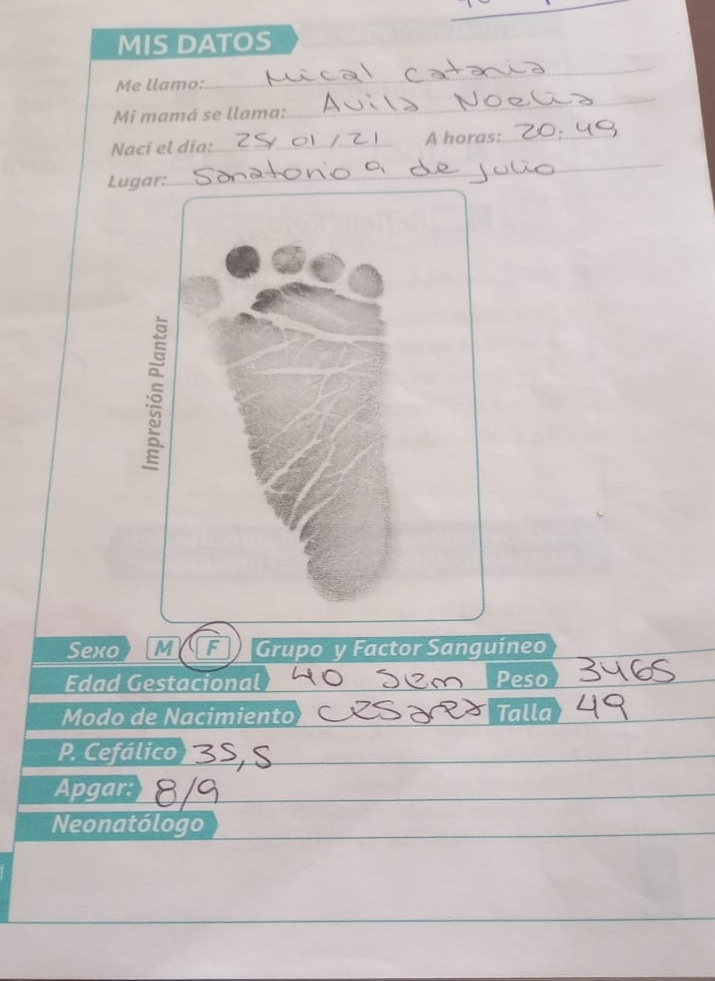 MIS DATOS
Me llamo: Mical Catania
Mi mamá se llama: Avila Noelia
Nací el día: 25/01/21 A horas: 20:49
Lugar: Sanatorio 9 de Julio
Impresión Plantar
Sexo M F Grupo y Factor Sanguíneo
Edad Gestacional 40 Sem Peso 3465
Modo de Nacimiento Cesarea Talla 49
P. Cefálico 35,5
Apgar: 8/9
Neonatólogo